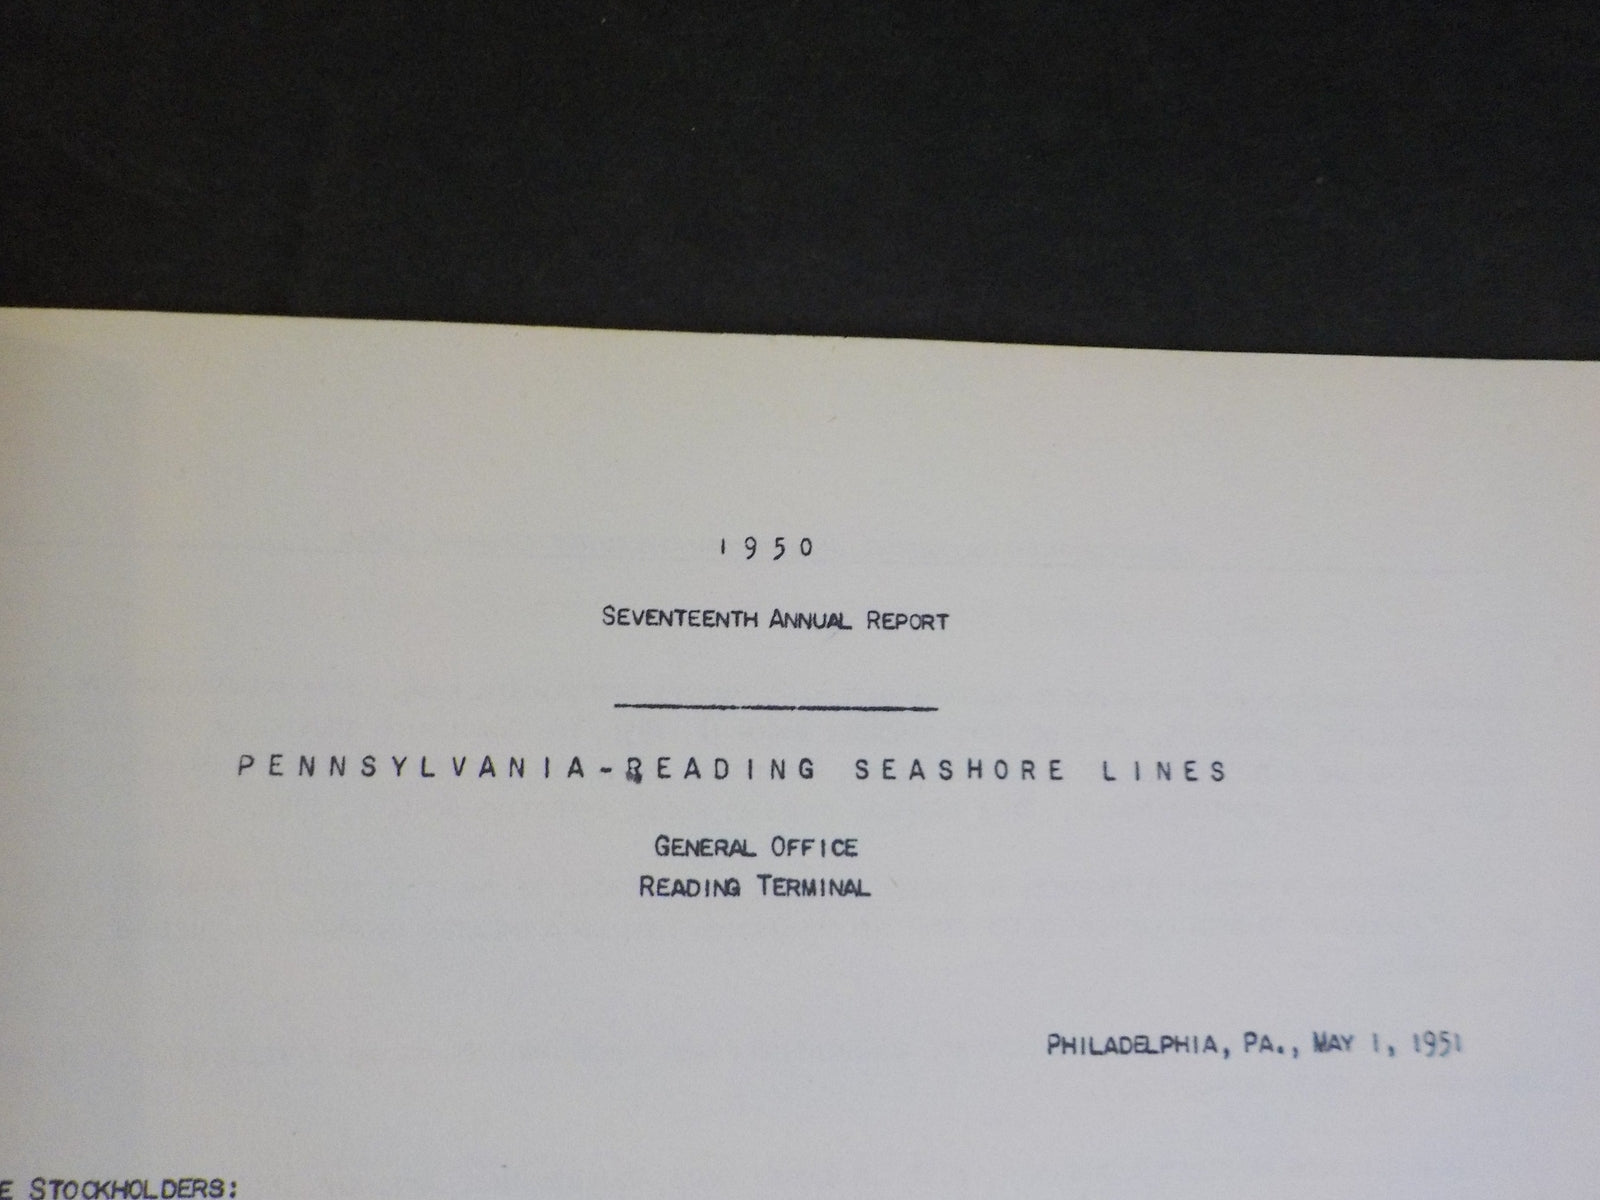 1950
SEVENTEENTH ANNUAL REPORT
PENNSYLVANIA-READING SEASHORE LINES
GENERAL OFFICE
READING TERMINAL
PHILADELPHIA, PA., MAY 1, 1951
STOCKHOLDERS: